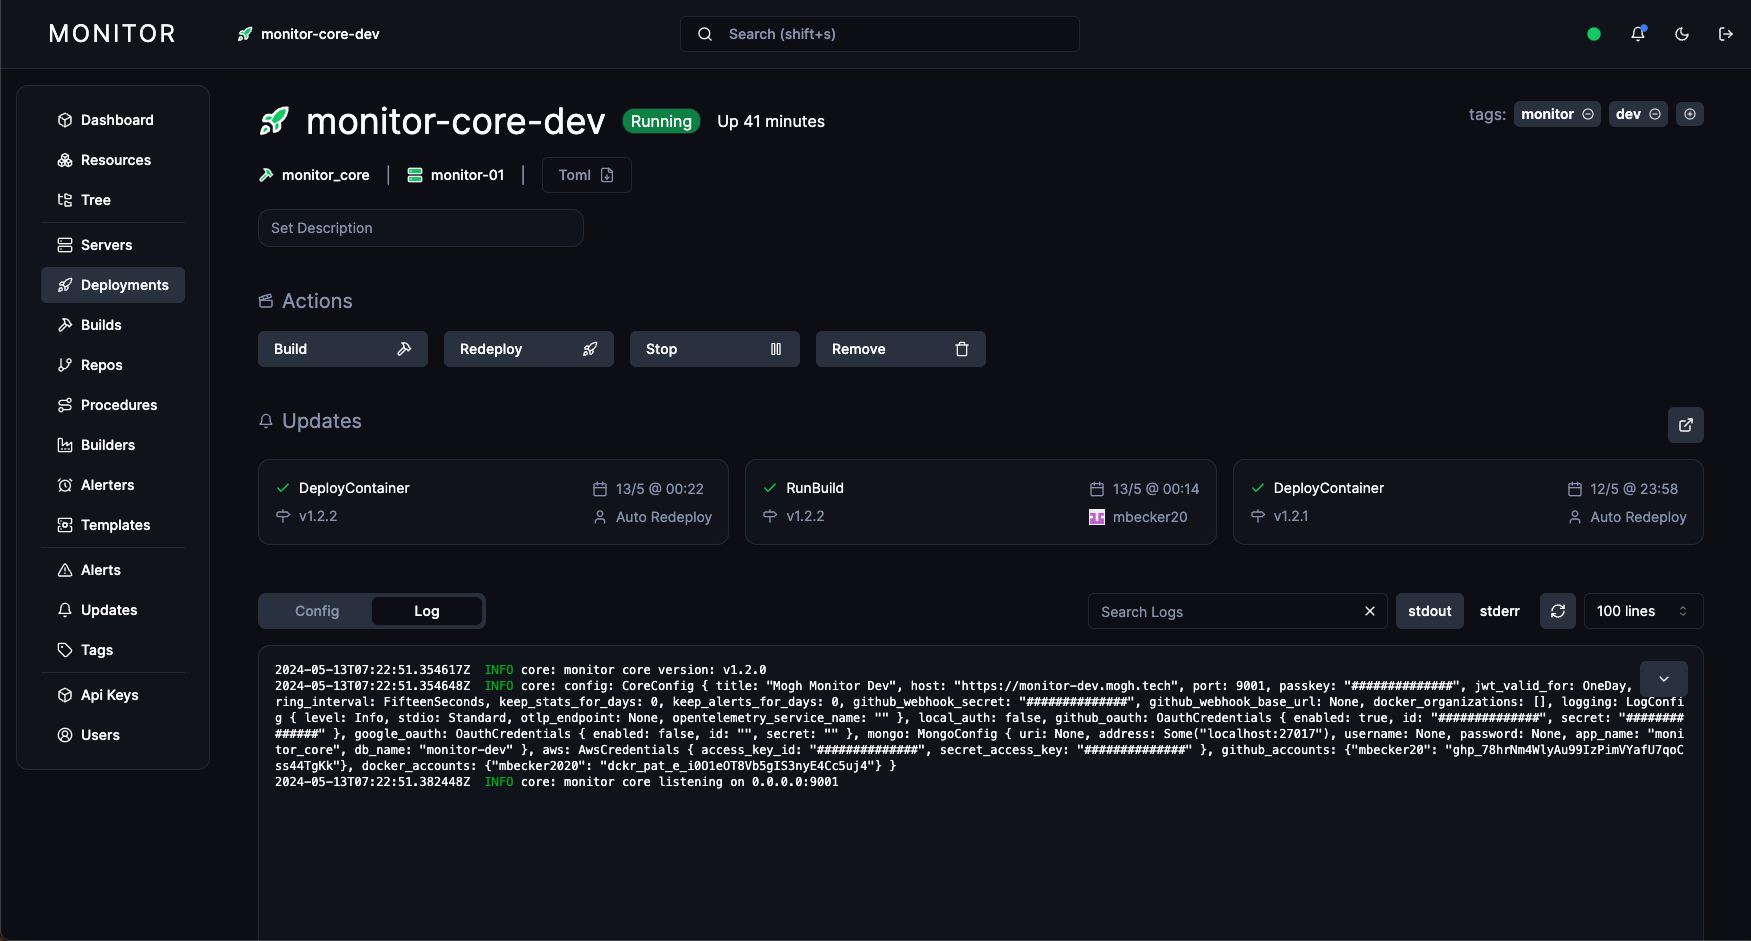 MONITOR
monitor-core-dev
Search (shift+s)
Dashboard
Resources
Tree
Servers
Deployments
Builds
Repos
Procedures
Builders
Alerters
Templates
Alerts
Updates
Tags
Api Keys
Users
monitor-core-dev Running Up 41 minutes
tags: monitor dev
monitor_core | monitor-01 | Toml
Set Description
Actions
Build Redeploy Stop Remove
Updates
DeployContainer 13/5 @ 00:22
v1.2.2 Auto Redeploy
RunBuild 13/5 @ 00:14
v1.2.2 mbecker20
DeployContainer 12/5 @ 23:58
v1.2.1 Auto Redeploy
Config Log
Search Logs stdout stderr 100 lines
2024-05-13T07:22:51.354617Z INFO core: monitor core version: v1.2.0
2024-05-13T07:22:51.354648Z INFO core: config: CoreConfig { title: "Mogh Monitor Dev", host: "https://monitor-dev.mogh.tech", port: 9001, passkey: "##############", jwt_valid_for: OneDay,
ring_interval: FifteenSeconds, keep_stats_for_days: 0, keep_alerts_for_days: 0, github_webhook_secret: "##############", github_webhook_base_url: None, docker_organizations: [], logging: LogConfi
g { level: Info, stdio: Standard, otlp_endpoint: None, opentelemetry_service_name: "" }, local_auth: false, github_oauth: OauthCredentials { enabled: true, id: "##############", secret: "########
######" }, google_oauth: OauthCredentials { enabled: false, id: "", secret: "" }, mongo: MongoConfig { uri: None, address: Some("localhost:27017"), username: None, password: None, app_name: "moni
tor_core", db_name: "monitor-dev" }, aws: AwsCredentials { access_key_id: "##############", secret_access_key: "##############" }, github_accounts: {"mbecker20": "
"}, docker_accounts: {"mbecker2020": ""} }
2024-05-13T07:22:51.382448Z INFO core: monitor core listening on 0.0.0.0:9001